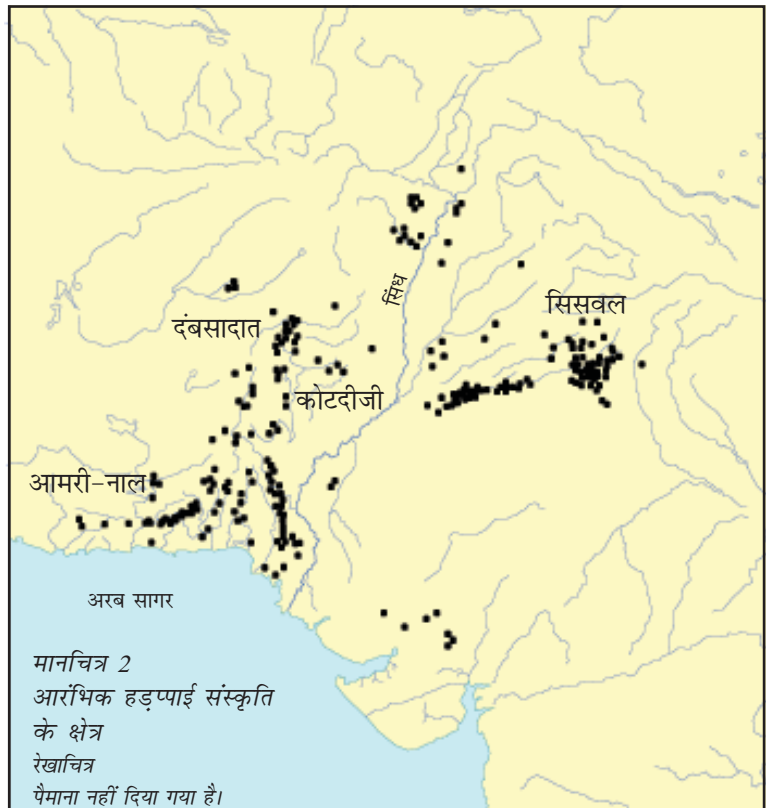 सिंध
सिसवल
दंबसादात
कोटदीजी
आमरी-नाल
अरब सागर
मानचित्र 2
आरंभिक हड़प्पाई संस्कृति
के क्षेत्र
रेखाचित्र
पैमाना नहीं दिया गया है।